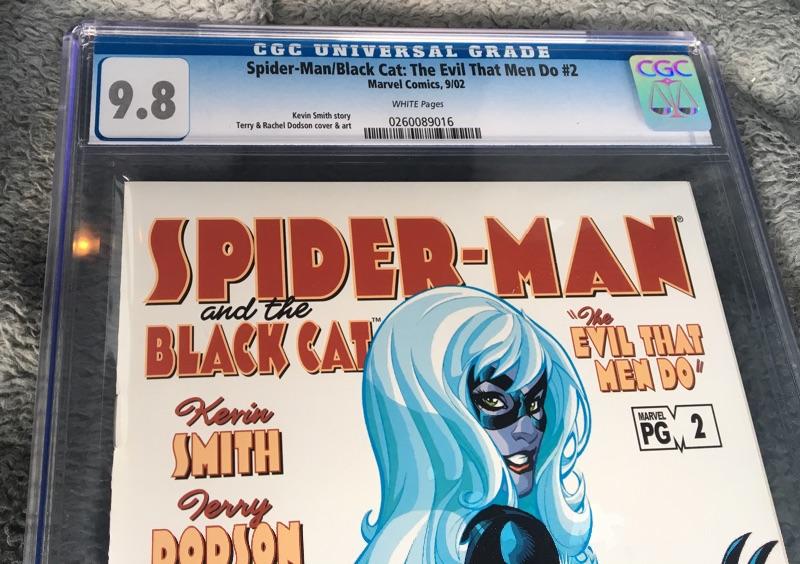 CGC UNIVERSAL GRADE
9.8
Spider-Man/Black Cat: The Evil That Men Do #2
Marvel Comics, 9/02
WHITE Pages
Kevin Smith story
Terry & Rachel Dodson cover & art
0260089016
CGC
SPIDER-MAN®
and the
BLACK CAT™
"The
EVIL THAT
MEN DO"
Kevin
SMITH
Terry
DODSON
MARVEL
PG 2